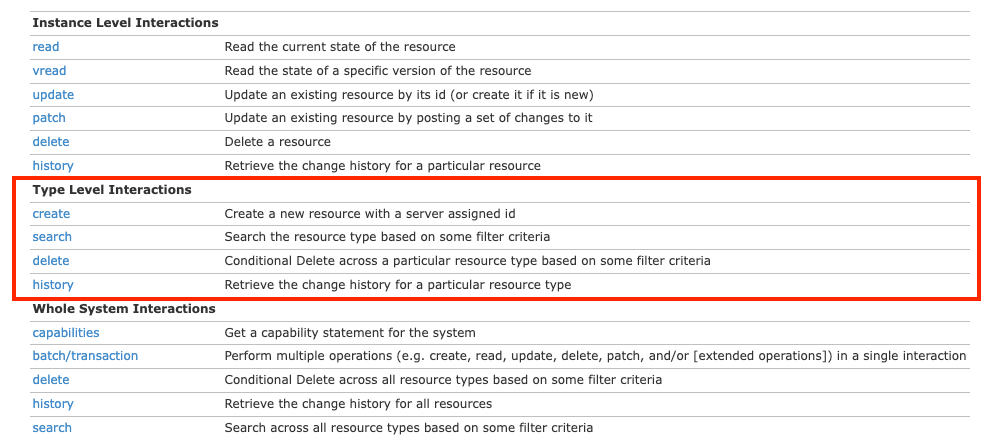 Instance Level Interactions
read Read the current state of the resource
vread Read the state of a specific version of the resource
update Update an existing resource by its id (or create it if it is new)
patch Update an existing resource by posting a set of changes to it
delete Delete a resource
history Retrieve the change history for a particular resource
Type Level Interactions
create Create a new resource with a server assigned id
search Search the resource type based on some filter criteria
delete Conditional Delete across a particular resource type based on some filter criteria
history Retrieve the change history for a particular resource type
Whole System Interactions
capabilities Get a capability statement for the system
batch/transaction Perform multiple operations (e.g. create, read, update, delete, patch, and/or [extended operations]) in a single interaction
delete Conditional Delete across all resource types based on some filter criteria
history Retrieve the change history for all resources
search Search across all resource types based on some filter criteria